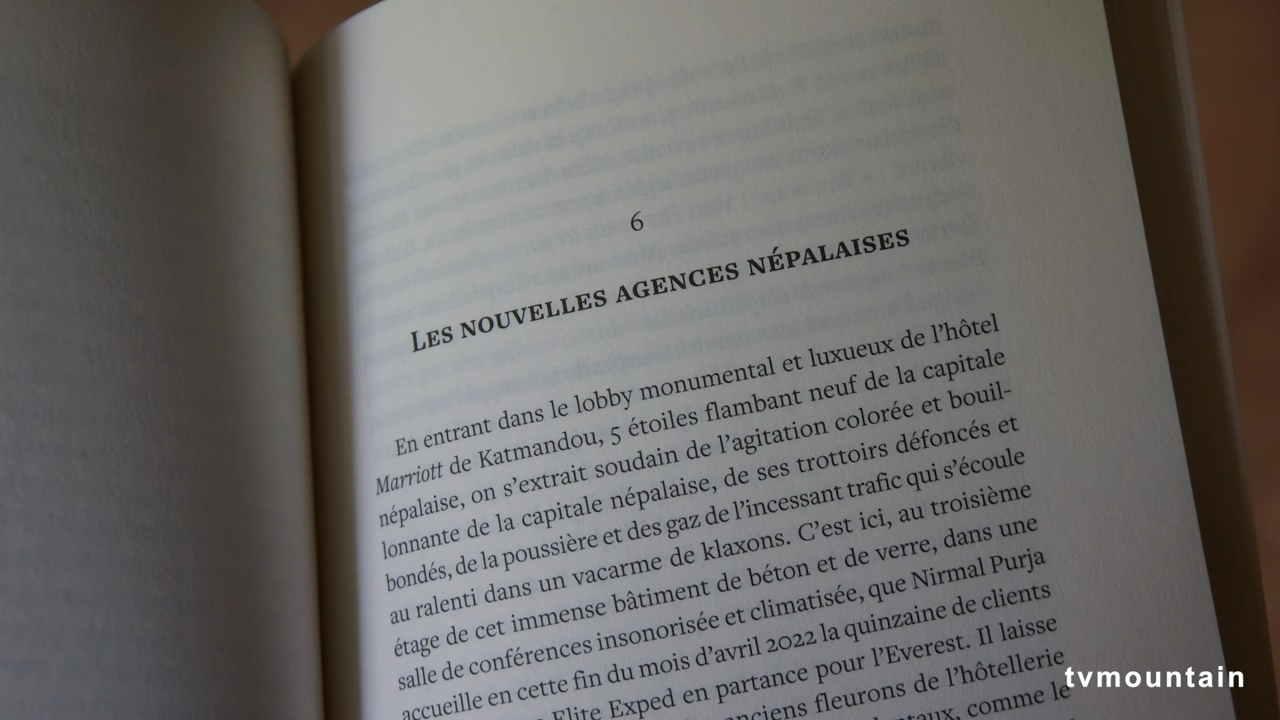 6
LES NOUVELLES AGENCES NÉPALAISES
En entrant dans le lobby monumental et luxueux de l'hôtel
Marriott de Katmandou, 5 étoiles flambant neuf de la capitale
népalaise, on s'extrait soudain de l'agitation colorée et bouil-
lonnante de la capitale népalaise, de ses trottoirs défoncés et
bondés, de la poussière et des gaz de l'incessant trafic qui s'écoule
au ralenti dans un vacarme de klaxons. C'est ici, au troisième
étage de cet immense bâtiment de béton et de verre, dans une
salle de conférences insonorisée et climatisée, que Nirmal Purja
accueille en cette fin du mois d'avril 2022 la quinzaine de clients
Elite Exped en partance pour l'Everest. Il laisse
anciens fleurons de l'hôtellerie
comme le
tvmountain